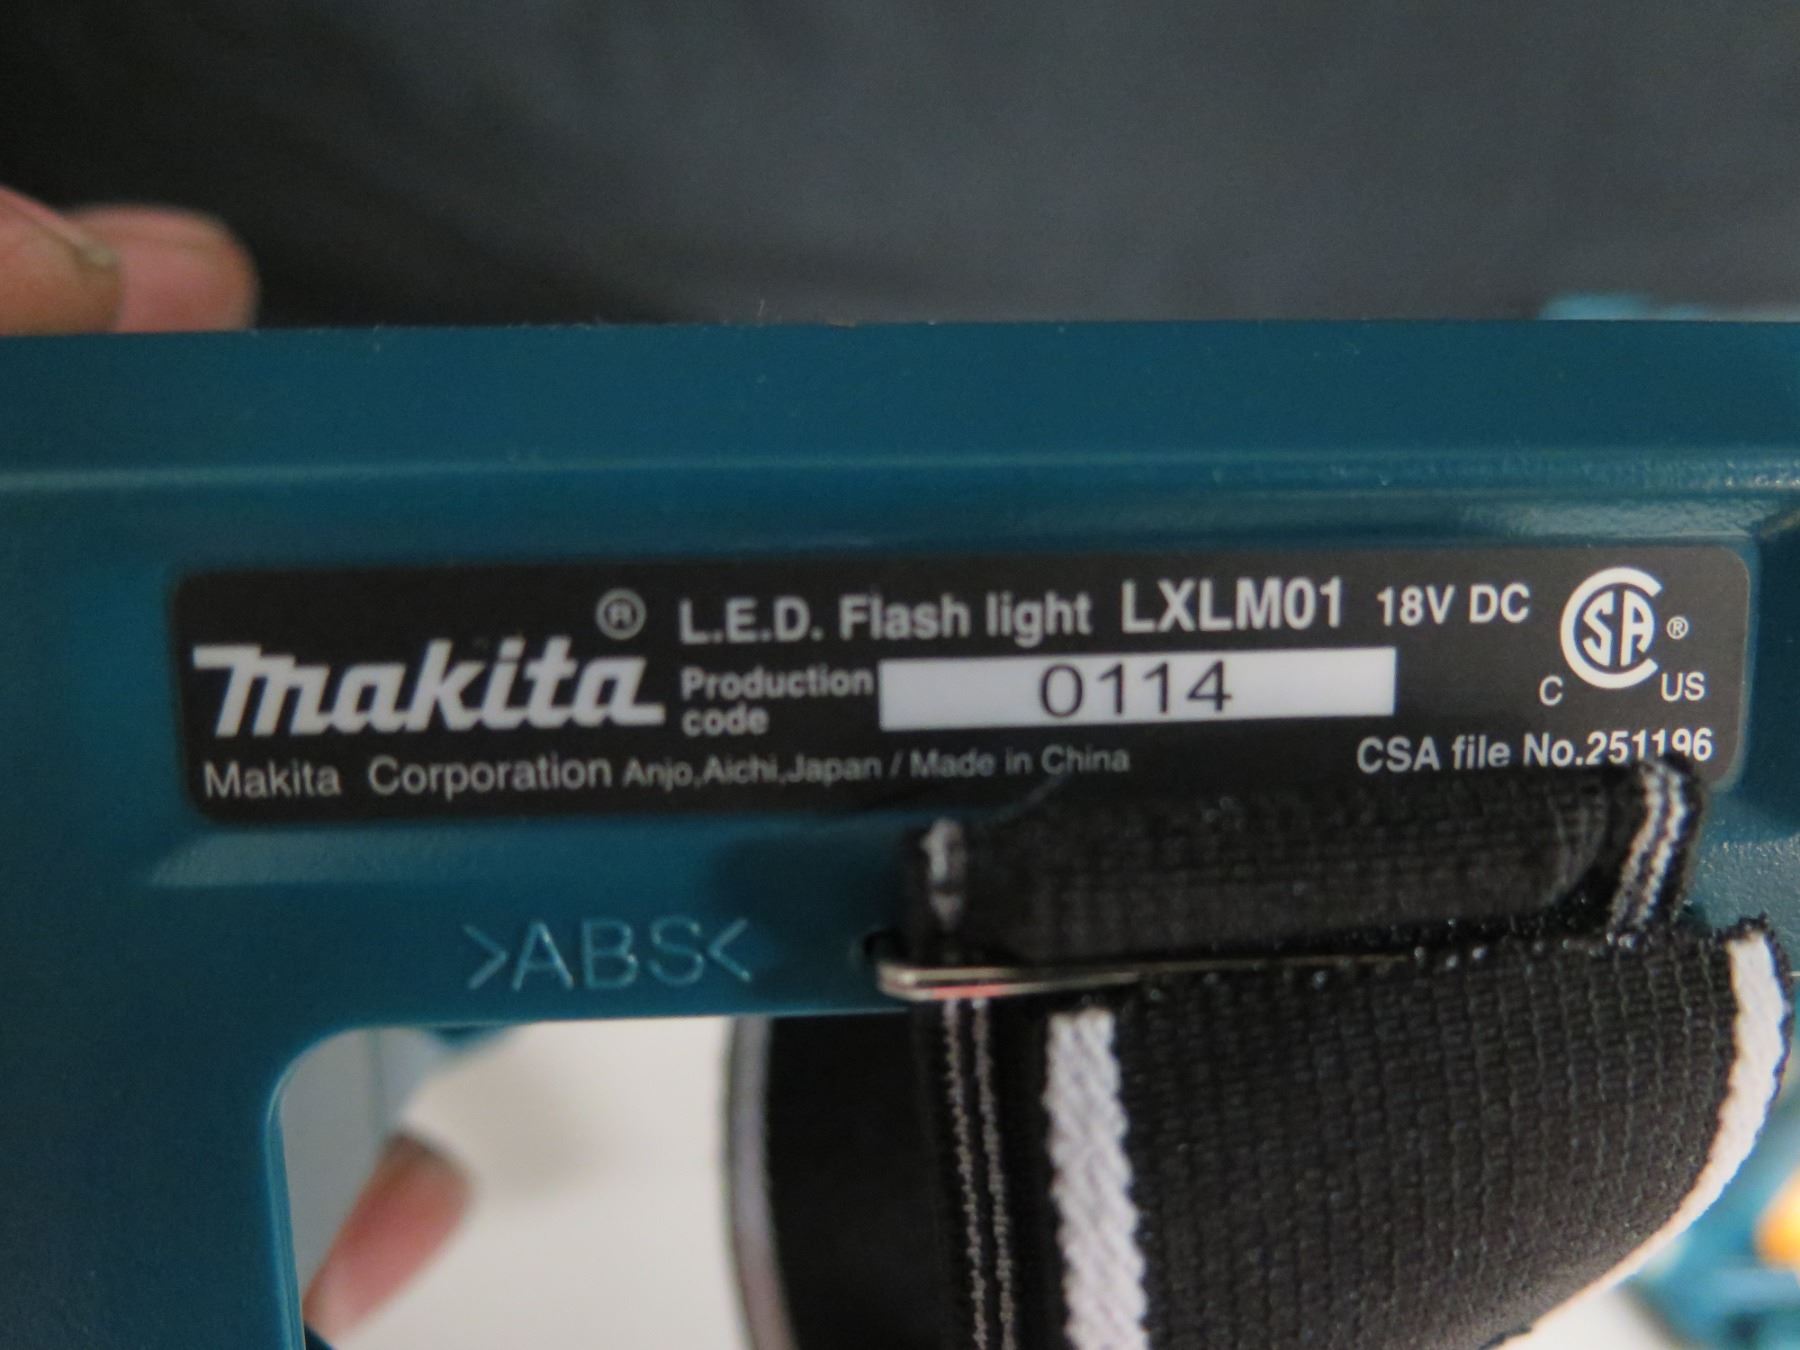 makita®
L.E.D. Flash light LXLM01 18V DC
Production code 0114
Makita Corporation Anjo,Aichi,Japan / Made in China
CSA® C US
CSA file No.251196
>ABS<